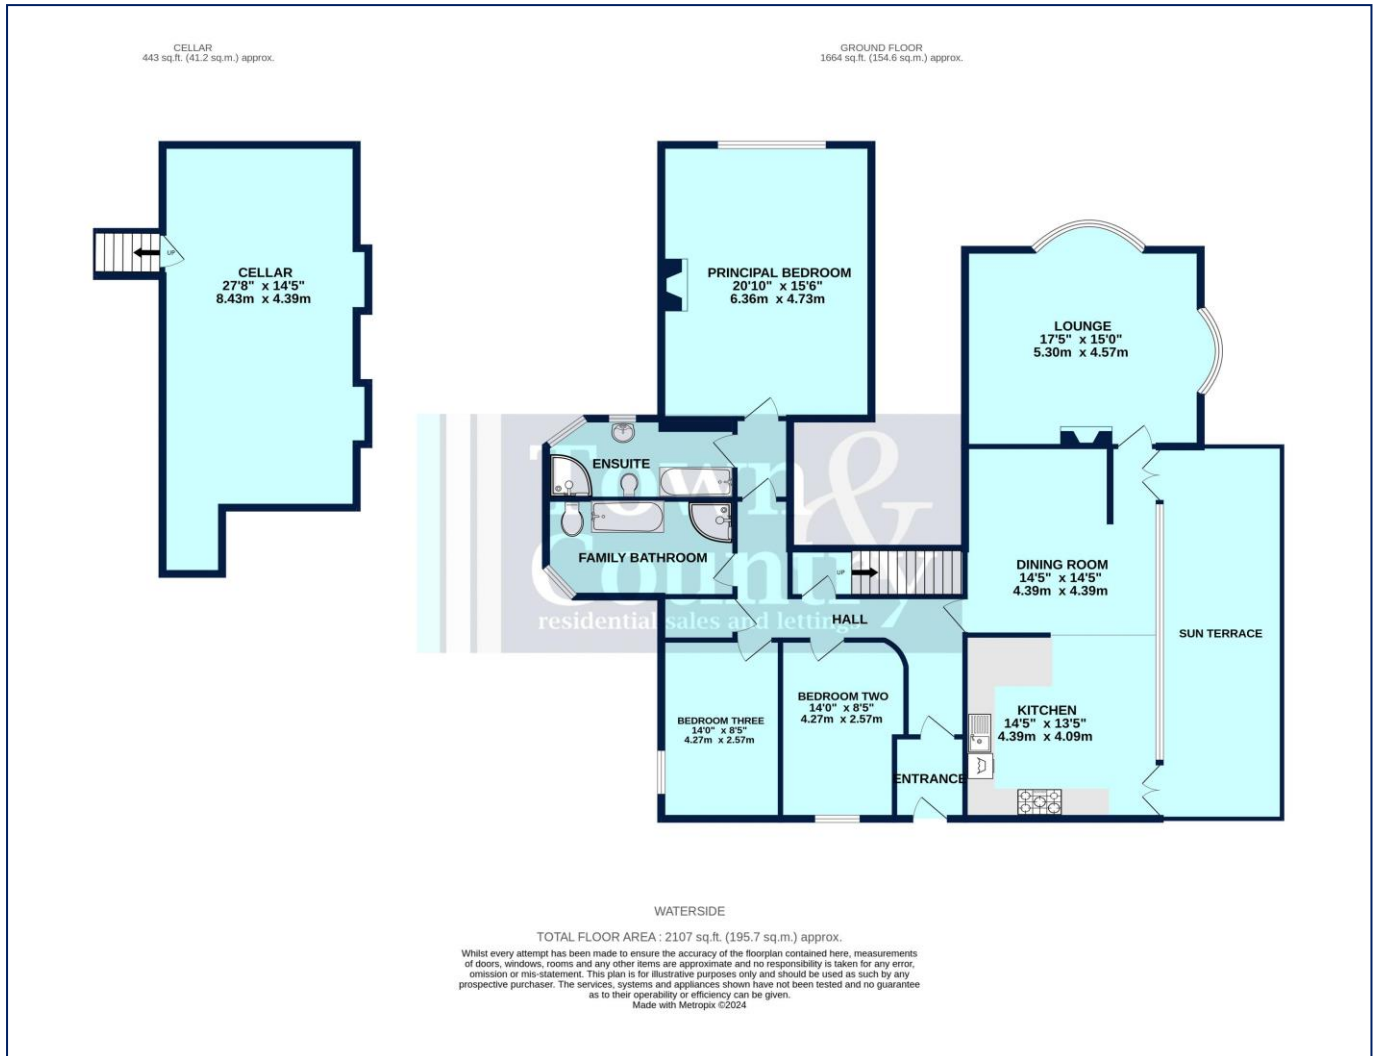 CELLAR
443 sq.ft. (41.2 sq.m.) approx.
GROUND FLOOR
1664 sq.ft. (154.6 sq.m.) approx.
UP
CELLAR
27'8" x 14'5"
8.43m x 4.39m
PRINCIPAL BEDROOM
20'10" x 15'6"
6.36m x 4.73m
LOUNGE
17'5" x 15'0"
5.30m x 4.57m
ENSUITE
FAMILY BATHROOM
Town &
Country
residential sales and lettings
UP
HALL
DINING ROOM
14'5" x 14'5"
4.39m x 4.39m
SUN TERRACE
BEDROOM THREE
14'0" x 8'5"
4.27m x 2.57m
BEDROOM TWO
14'0" x 8'5"
4.27m x 2.57m
KITCHEN
14'5" x 13'5"
4.39m x 4.09m
ENTRANCE
WATERSIDE
TOTAL FLOOR AREA : 2107 sq.ft. (195.7 sq.m.) approx.
Whilst every attempt has been made to ensure the accuracy of the floorplan contained here, measurements
of doors, windows, rooms and any other items are approximate and no responsibility is taken for any error,
omission or mis-statement. This plan is for illustrative purposes only and should be used as such by any
prospective purchaser. The services, systems and appliances shown have not been tested and no guarantee
as to their operability or efficiency can be given.
Made with Metropix ©2024